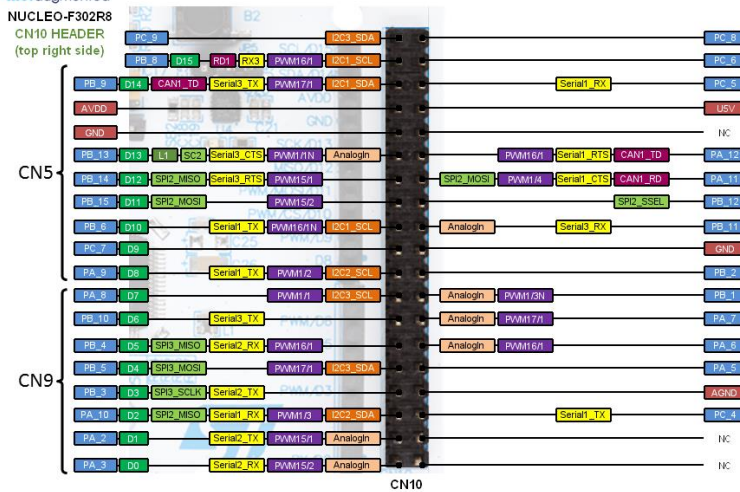 NUCLEO-F302R8
CN10 HEADER
(top right side)
PC_9 I2C3_SDA PC_8
PB_8 D15 RD1 RX3 PWM16/1 I2C1_SCL PC_6
PB_9 D14 CAN1_TD Serial3_TX PWM17/1 I2C1_SDA Serial1_RX PC_5
AVDD U5V
GND NC
PB_13 D13 L1 SC2 Serial3_CTS PWM1/1N AnalogIn PWM16/1 Serial1_RTS CAN1_TD PA_12
PB_14 D12 SPI2_MISO Serial3_RTS PWM15/1 SPI2_MOSI PWM1/4 Serial1_CTS CAN1_RD PA_11
CN5
PB_15 D11 SPI2_MOSI PWM15/2 SPI2_SSEL PB_12
PB_6 D10 Serial1_TX PWM16/1N I2C1_SCL AnalogIn Serial3_RX PB_11
PC_7 D9 GND
PA_9 D8 Serial1_TX PWM1/2 I2C2_SCL PB_2
PA_8 D7 PWM1/1 I2C3_SCL AnalogIn PWM1/3N PB_1
PB_10 D6 Serial3_TX AnalogIn PWM17/1 PA_7
PB_4 D5 SPI3_MISO Serial2_RX PWM16/1 AnalogIn PWM16/1 PA_6
CN9
PB_5 D4 SPI3_MOSI PWM17/1 I2C3_SDA PA_5
PB_3 D3 SPI3_SCLK Serial2_TX AGND
PA_10 D2 SPI2_MISO Serial1_RX PWM1/3 I2C2_SDA Serial1_TX PC_4
PA_2 D1 Serial2_TX PWM15/1 AnalogIn NC
PA_3 D0 Serial2_RX PWM15/2 AnalogIn NC
CN10